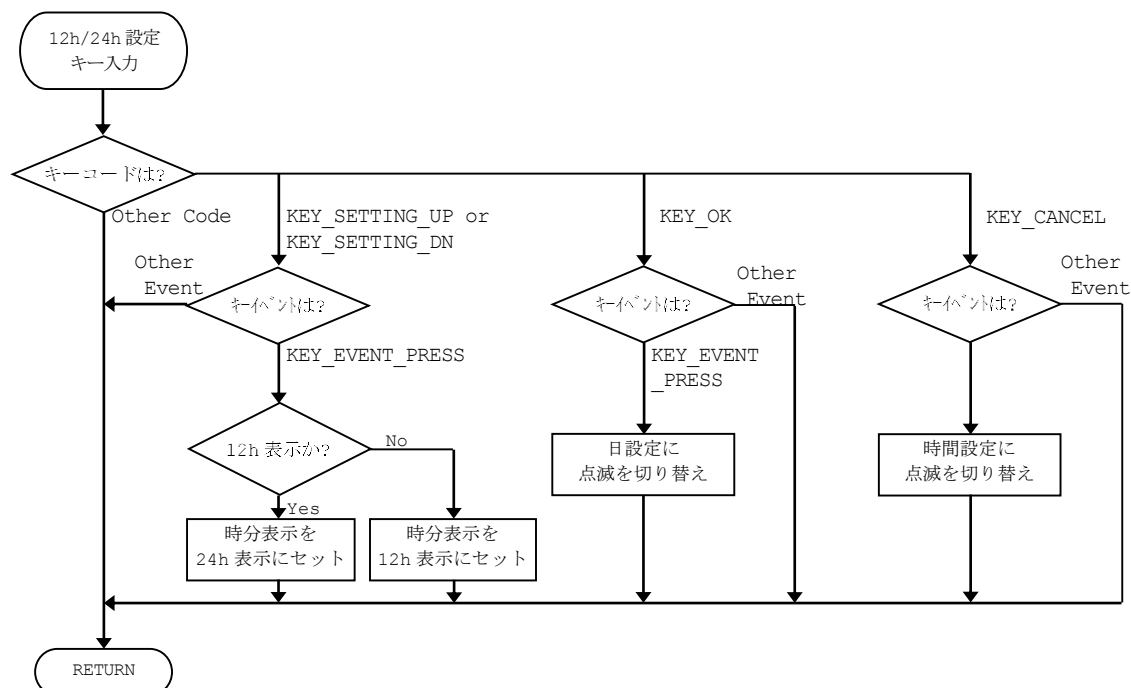 12h/24h 設定
キー入力
キーコードは?
Other Code
KEY_SETTING_UP or
KEY_SETTING_DN
KEY_OK
KEY_CANCEL
Other
Event
キーイベントは?
キーイベントは?
Other
Event
キーイベントは?
Other
Event
KEY_EVENT_PRESS
KEY_EVENT
_PRESS
12h 表示か?
No
Yes
日設定に
点滅を切り替え
時間設定に
点滅を切り替え
時分表示を
24h 表示にセット
時分表示を
12h 表示にセット
RETURN